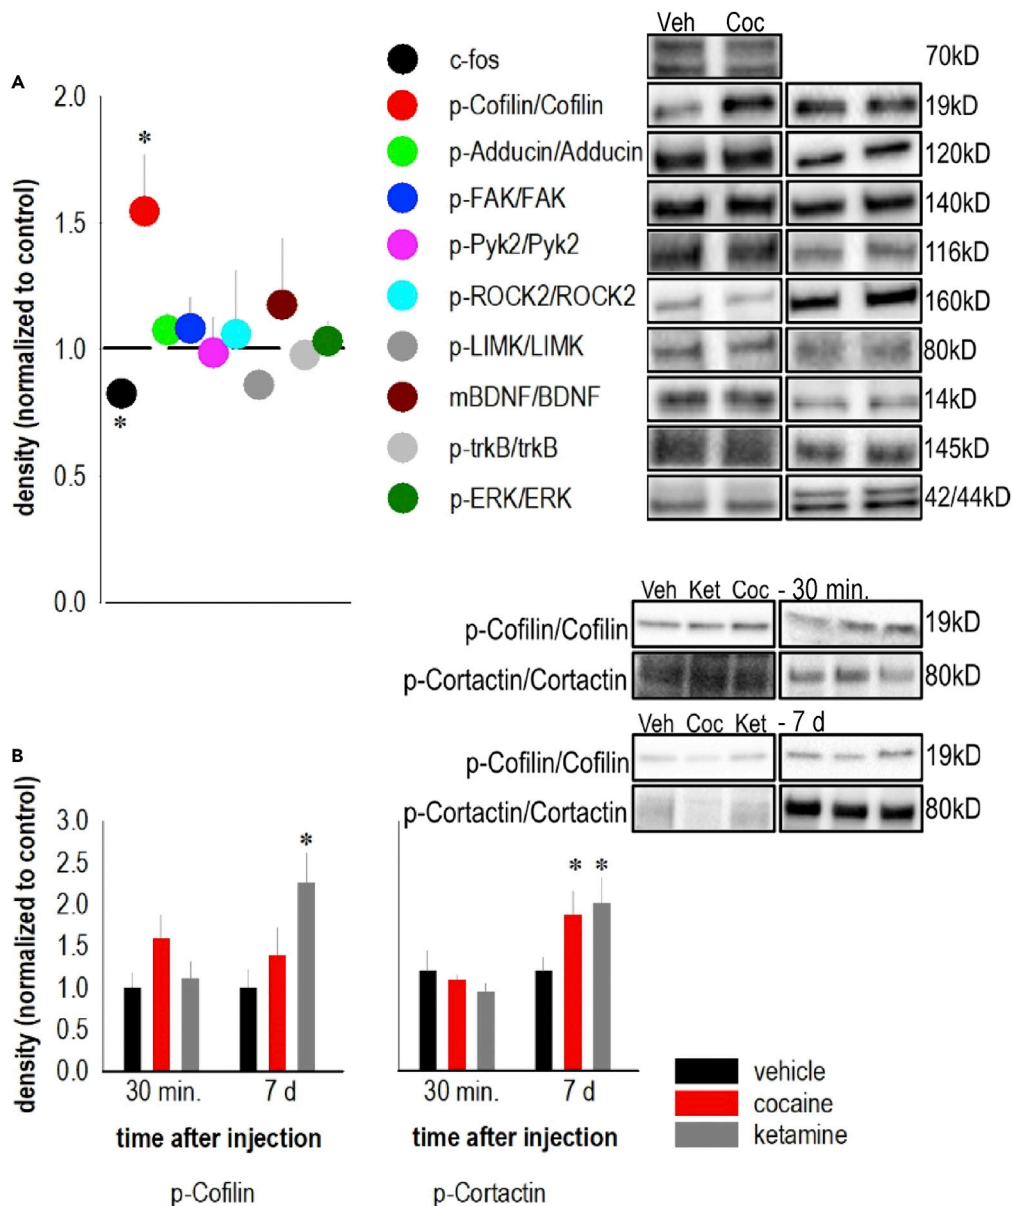 Veh Coc
A
2.0
1.5
1.0
0.5
0.0
density (normalized to control)
*
*
c-fos
70kD
p-Cofilin/Cofilin
19kD
p-Adducin/Adducin
120kD
p-FAK/FAK
140kD
p-Pyk2/Pyk2
116kD
p-ROCK2/ROCK2
160kD
p-LIMK/LIMK
80kD
mBDNF/BDNF
14kD
p-trkB/trkB
145kD
p-ERK/ERK
42/44kD
Veh Ket Coc - 30 min.
p-Cofilin/Cofilin
19kD
p-Cortactin/Cortactin
80kD
Veh Coc Ket - 7 d
p-Cofilin/Cofilin
19kD
p-Cortactin/Cortactin
80kD
B
density (normalized to control)
3.0
2.5
2.0
1.5
1.0
0.5
0.0
*
* *
30 min. 7 d
30 min. 7 d
time after injection
time after injection
p-Cofilin
p-Cortactin
vehicle
cocaine
ketamine